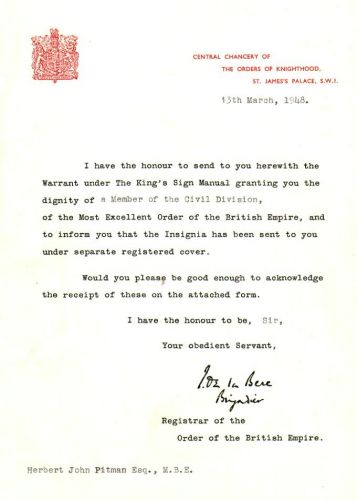 CENTRAL CHANCERY OF
THE ORDERS OF KNIGHTHOOD,
ST. JAMES'S PALACE, S.W.1.
13th March, 1948.
I have the honour to send to you herewith the
Warrant under The King's Sign Manual granting you the
dignity of a Member of the Civil Division,
of the Most Excellent Order of the British Empire, and
to inform you that the Insignia has been sent to you
under separate registered cover.
Would you please be good enough to acknowledge
the receipt of these on the attached form.
I have the honour to be, Sir,
Your obedient Servant,
la Bere
Brigadier
Registrar of the
Order of the British Empire.
Herbert John Pitman Esq., M.B.E.